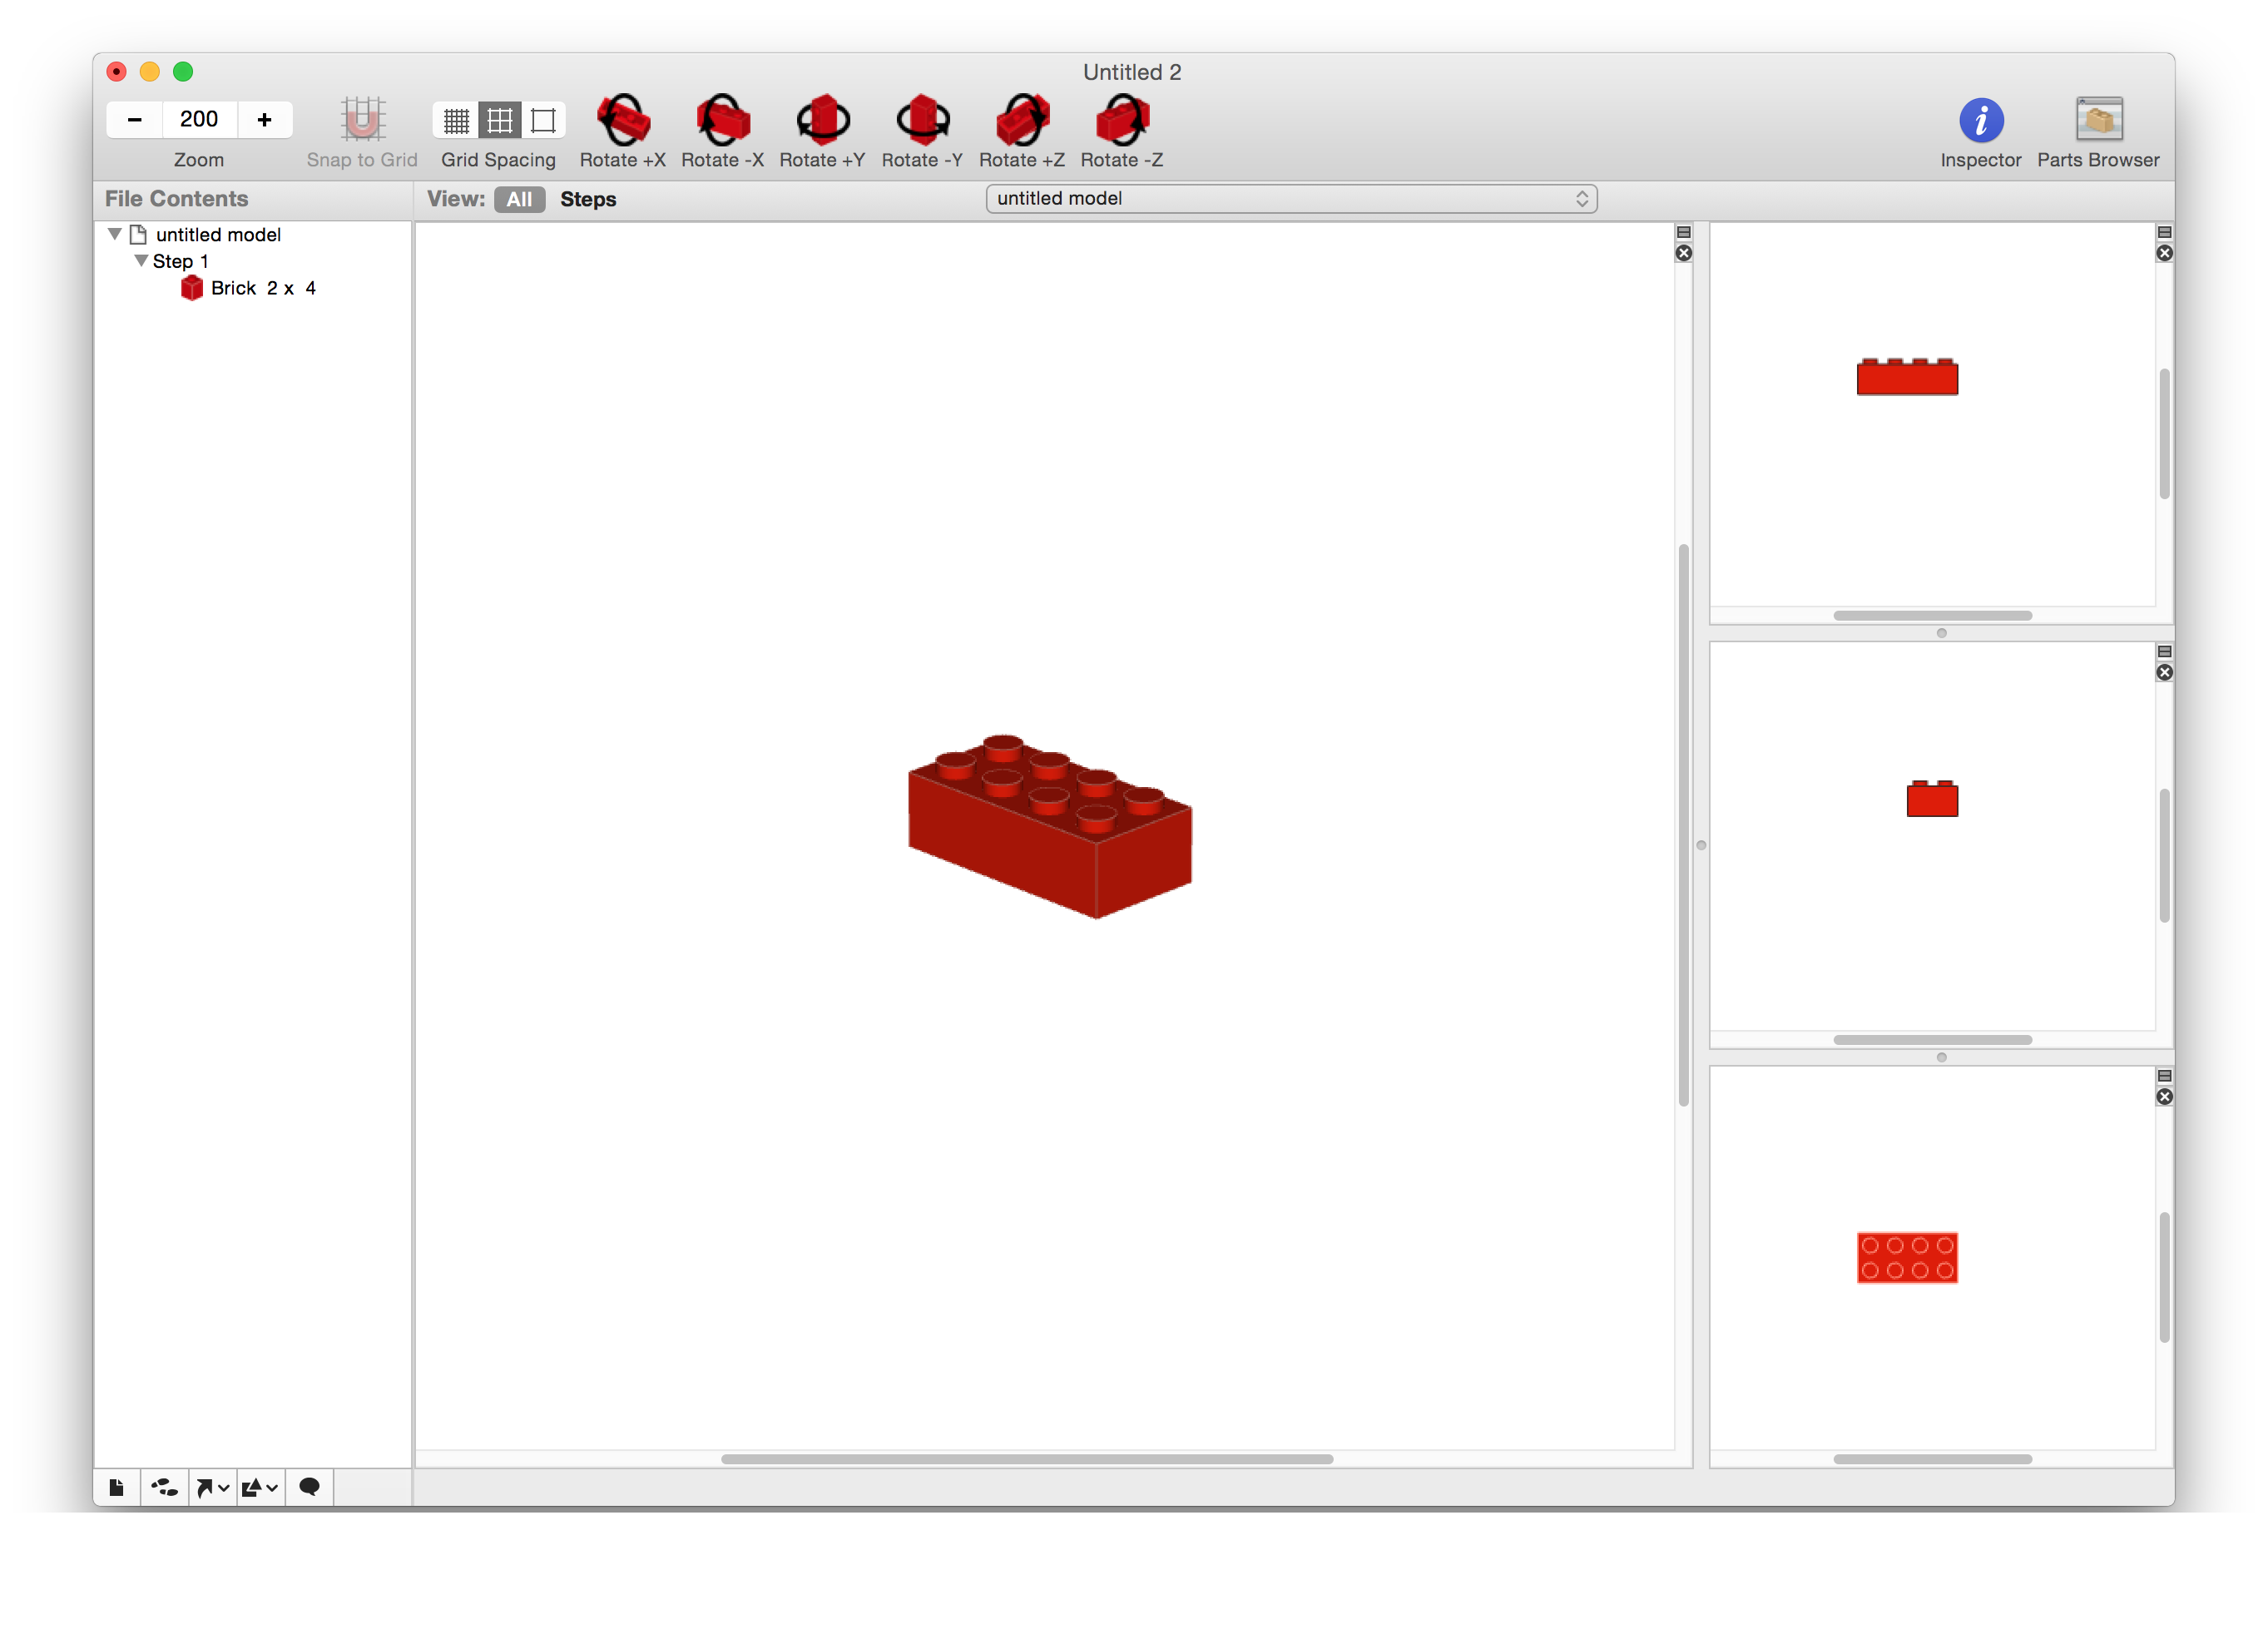 Untitled 2
200
Zoom
Snap to Grid
Grid Spacing
Rotate +X
Rotate -X
Rotate +Y
Rotate -Y
Rotate +Z
Rotate -Z
Inspector
Parts Browser
File Contents
View: All Steps
untitled model
untitled model
Step 1
Brick  2 x  4